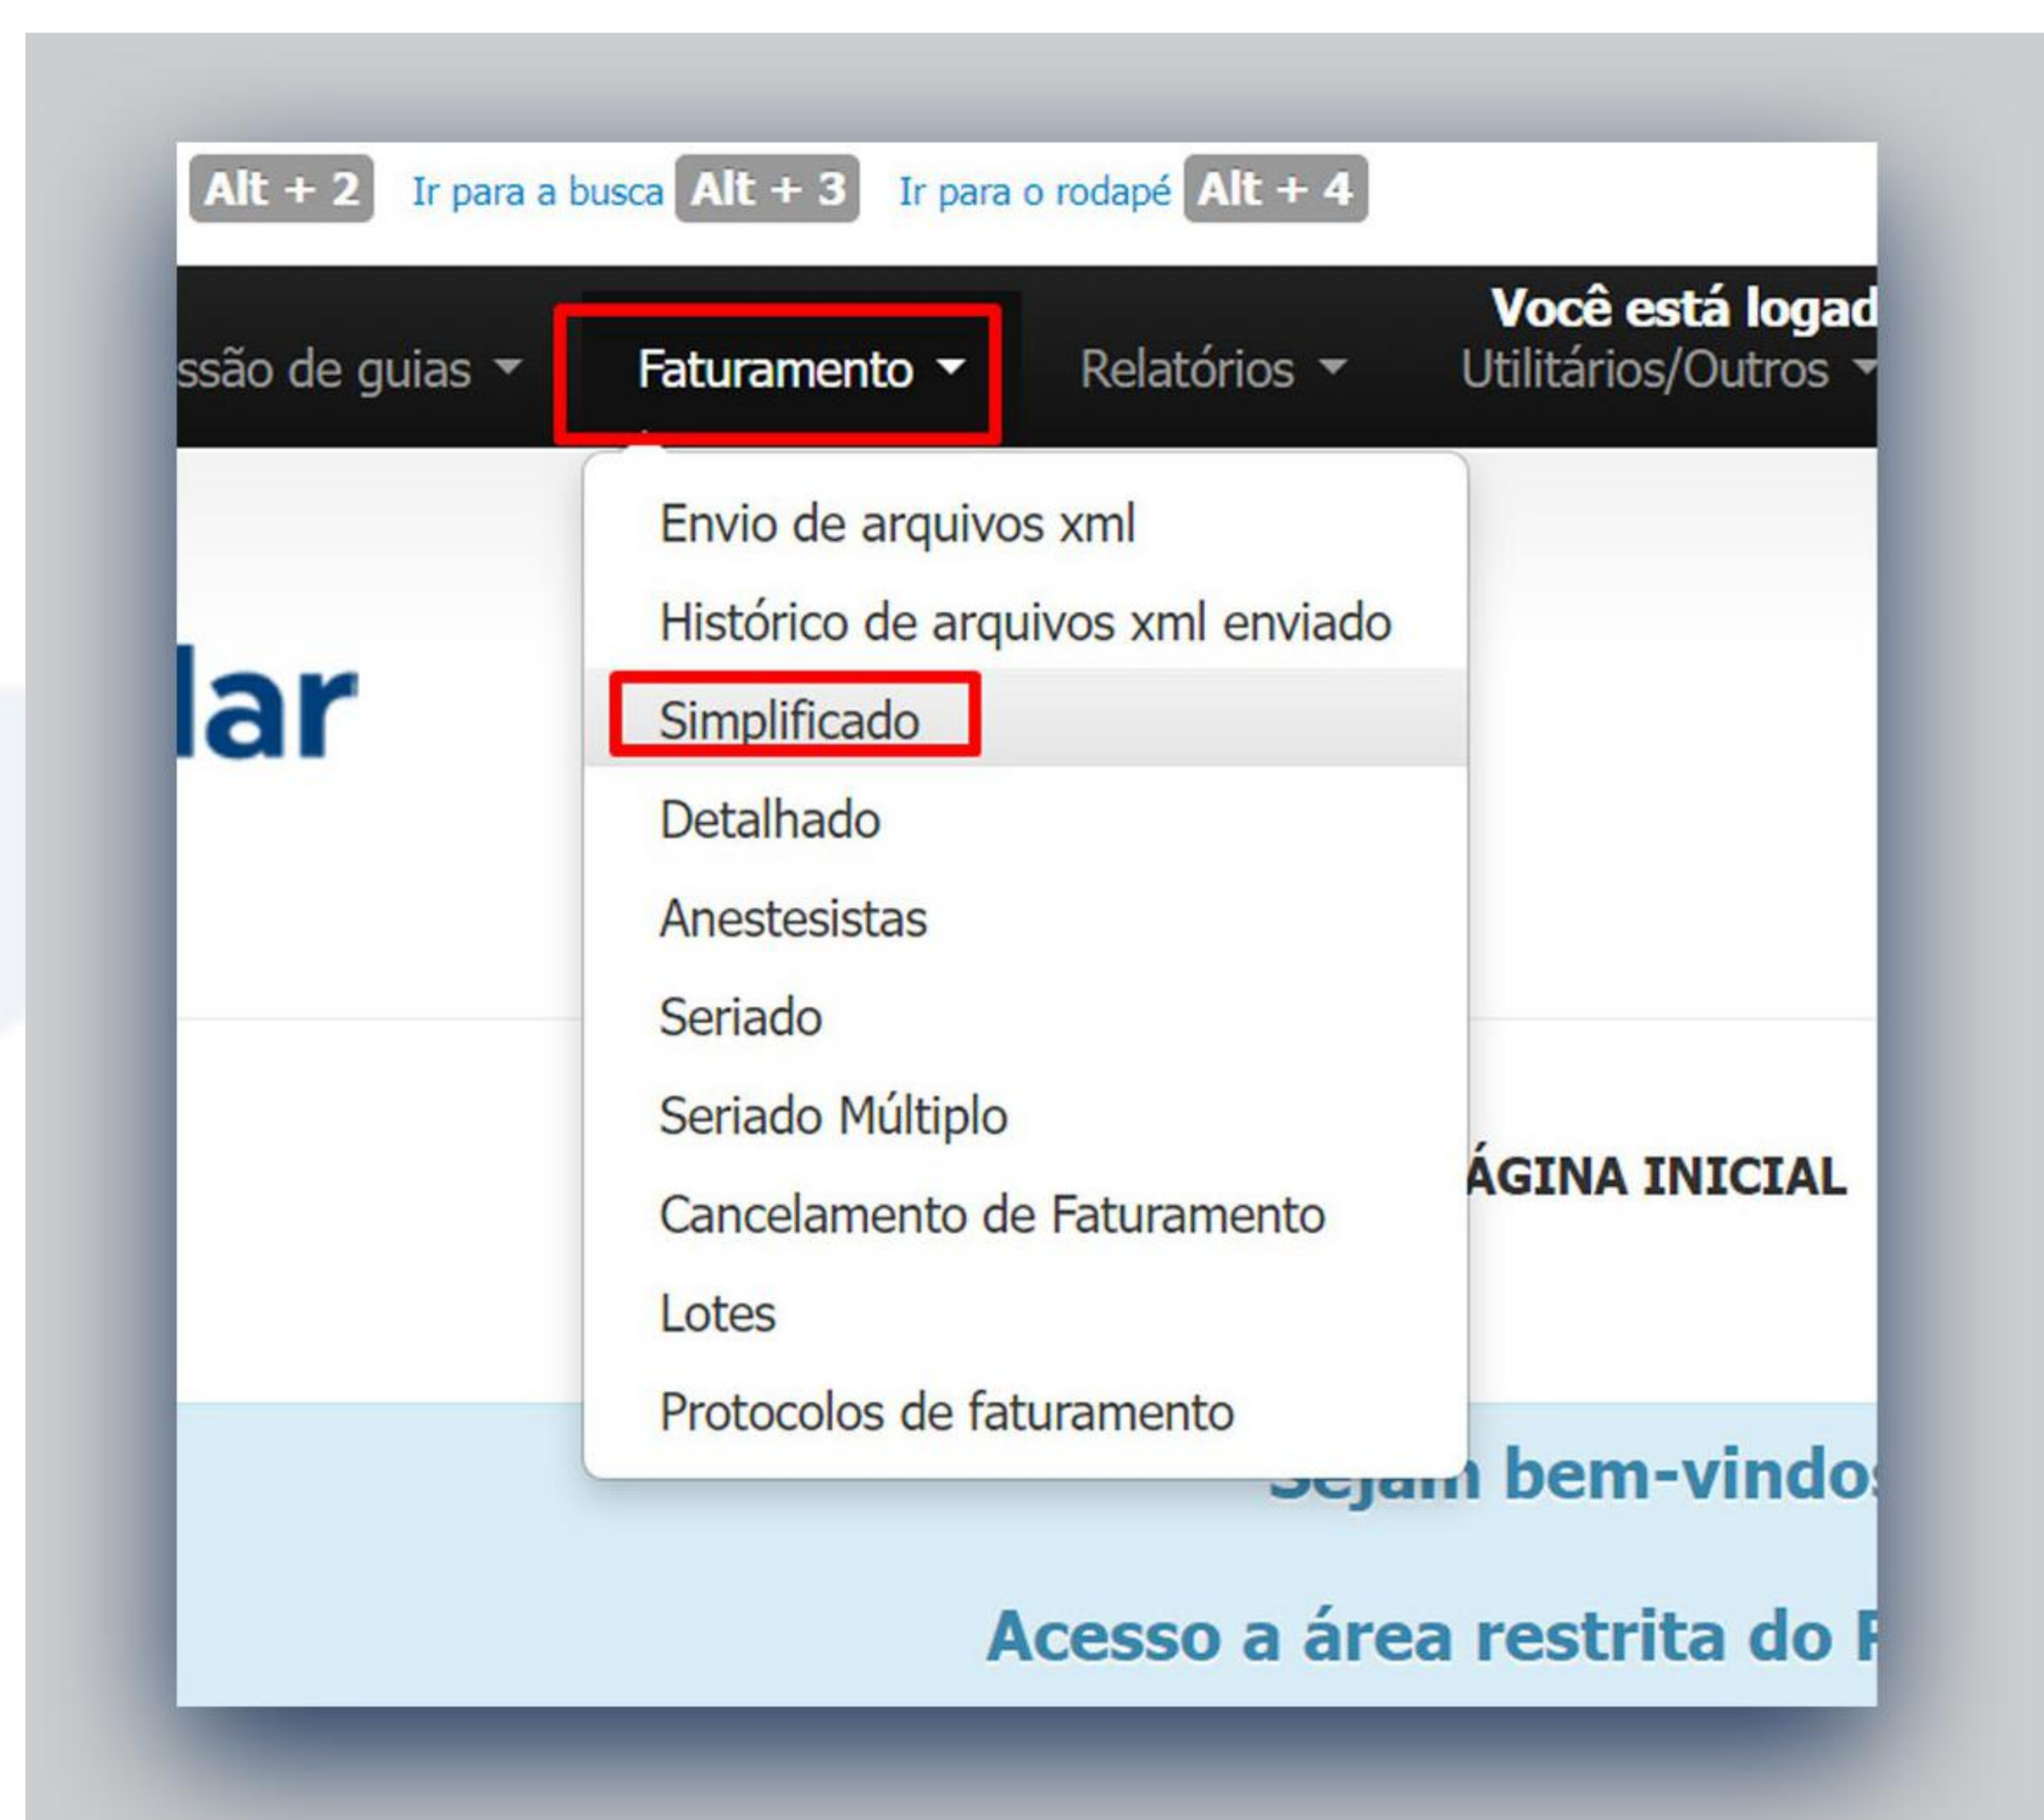 Alt + 2 Ir para a busca Alt + 3 Ir para o rodapé Alt + 4
Você está logad
ssão de guias Faturamento Relatórios Utilitários/Outros
Envio de arquivos xml
Histórico de arquivos xml enviado
lar
Simplificado
Detalhado
Anestesistas
Seriado
Seriado Múltiplo
ÁGINA INICIAL
Cancelamento de Faturamento
Lotes
Protocolos de faturamento
Sejam bem-vindos
Acesso a área restrita do P